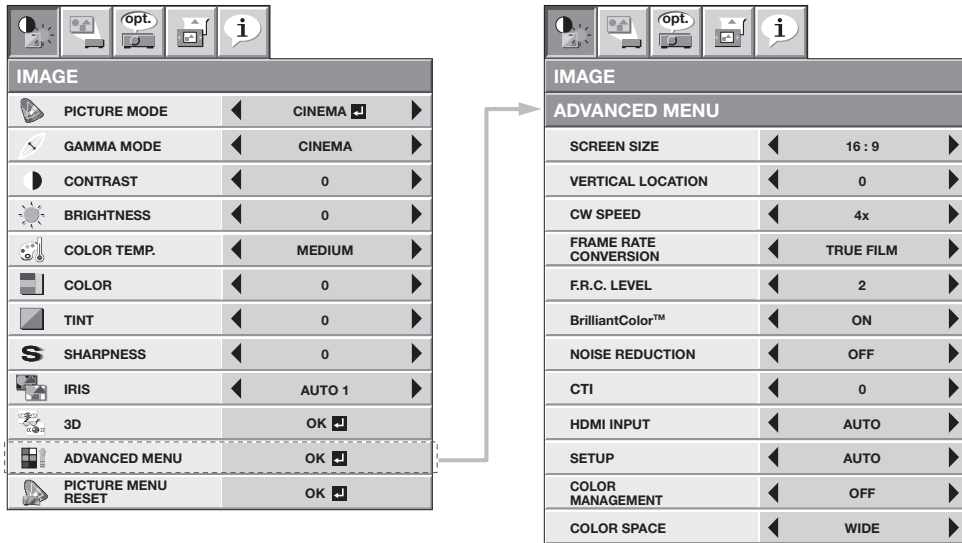 opt.
i
IMAGE
PICTURE MODE CINEMA
GAMMA MODE CINEMA
CONTRAST 0
BRIGHTNESS 0
COLOR TEMP. MEDIUM
COLOR 0
TINT 0
S SHARPNESS 0
IRIS AUTO 1
3D OK
ADVANCED MENU OK
PICTURE MENU
RESET OK
opt.
i
IMAGE
ADVANCED MENU
SCREEN SIZE 16 : 9
VERTICAL LOCATION 0
CW SPEED 4x
FRAME RATE
CONVERSION TRUE FILM
F.R.C. LEVEL 2
BrilliantColor™ ON
NOISE REDUCTION OFF
CTI 0
HDMI INPUT AUTO
SETUP AUTO
COLOR
MANAGEMENT OFF
COLOR SPACE WIDE